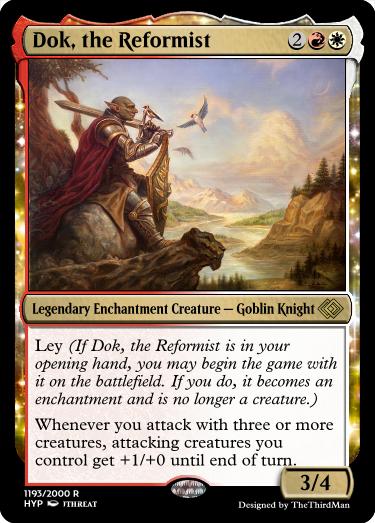 Dok, the Reformist 2
Legendary Enchantment Creature — Goblin Knight
Ley (If Dok, the Reformist is in your
opening hand, you may begin the game with
it on the battlefield. If you do, it becomes an
enchantment and is no longer a creature.)
Whenever you attack with three or more
creatures, attacking creatures you
control get +1/+0 until end of turn.
3/4
1193/2000 R
HYP JTHREAT Designed by TheThirdMan